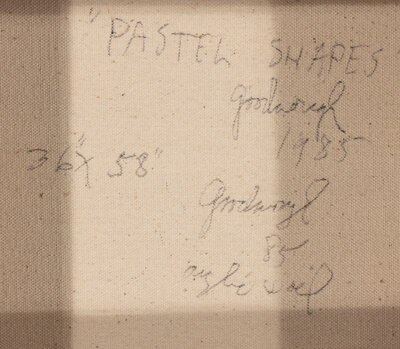 "PASTEL SHAPES"
Goodnough
1985
36" X 58"
Goodnough
85